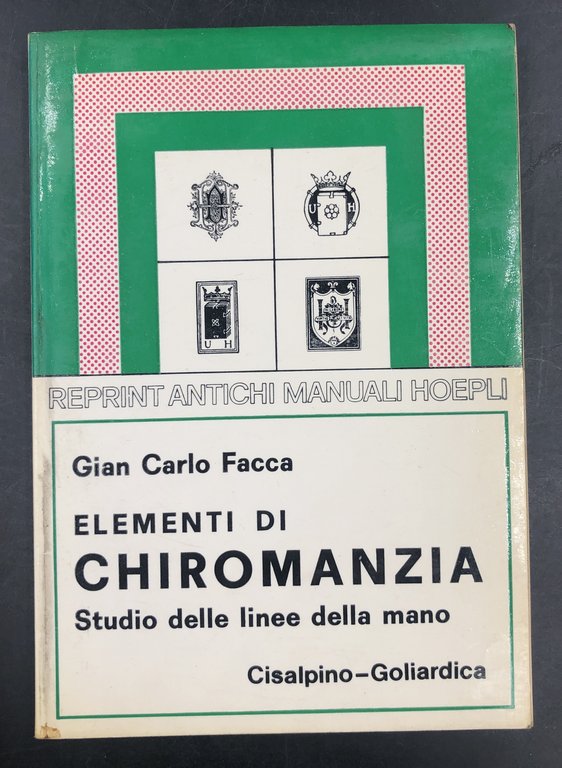 U H
U H
REPRINT ANTICHI MANUALI HOEPLI
Gian Carlo Facca
ELEMENTI DI
CHIROMANZIA
Studio delle linee della mano
Cisalpino-Goliardica